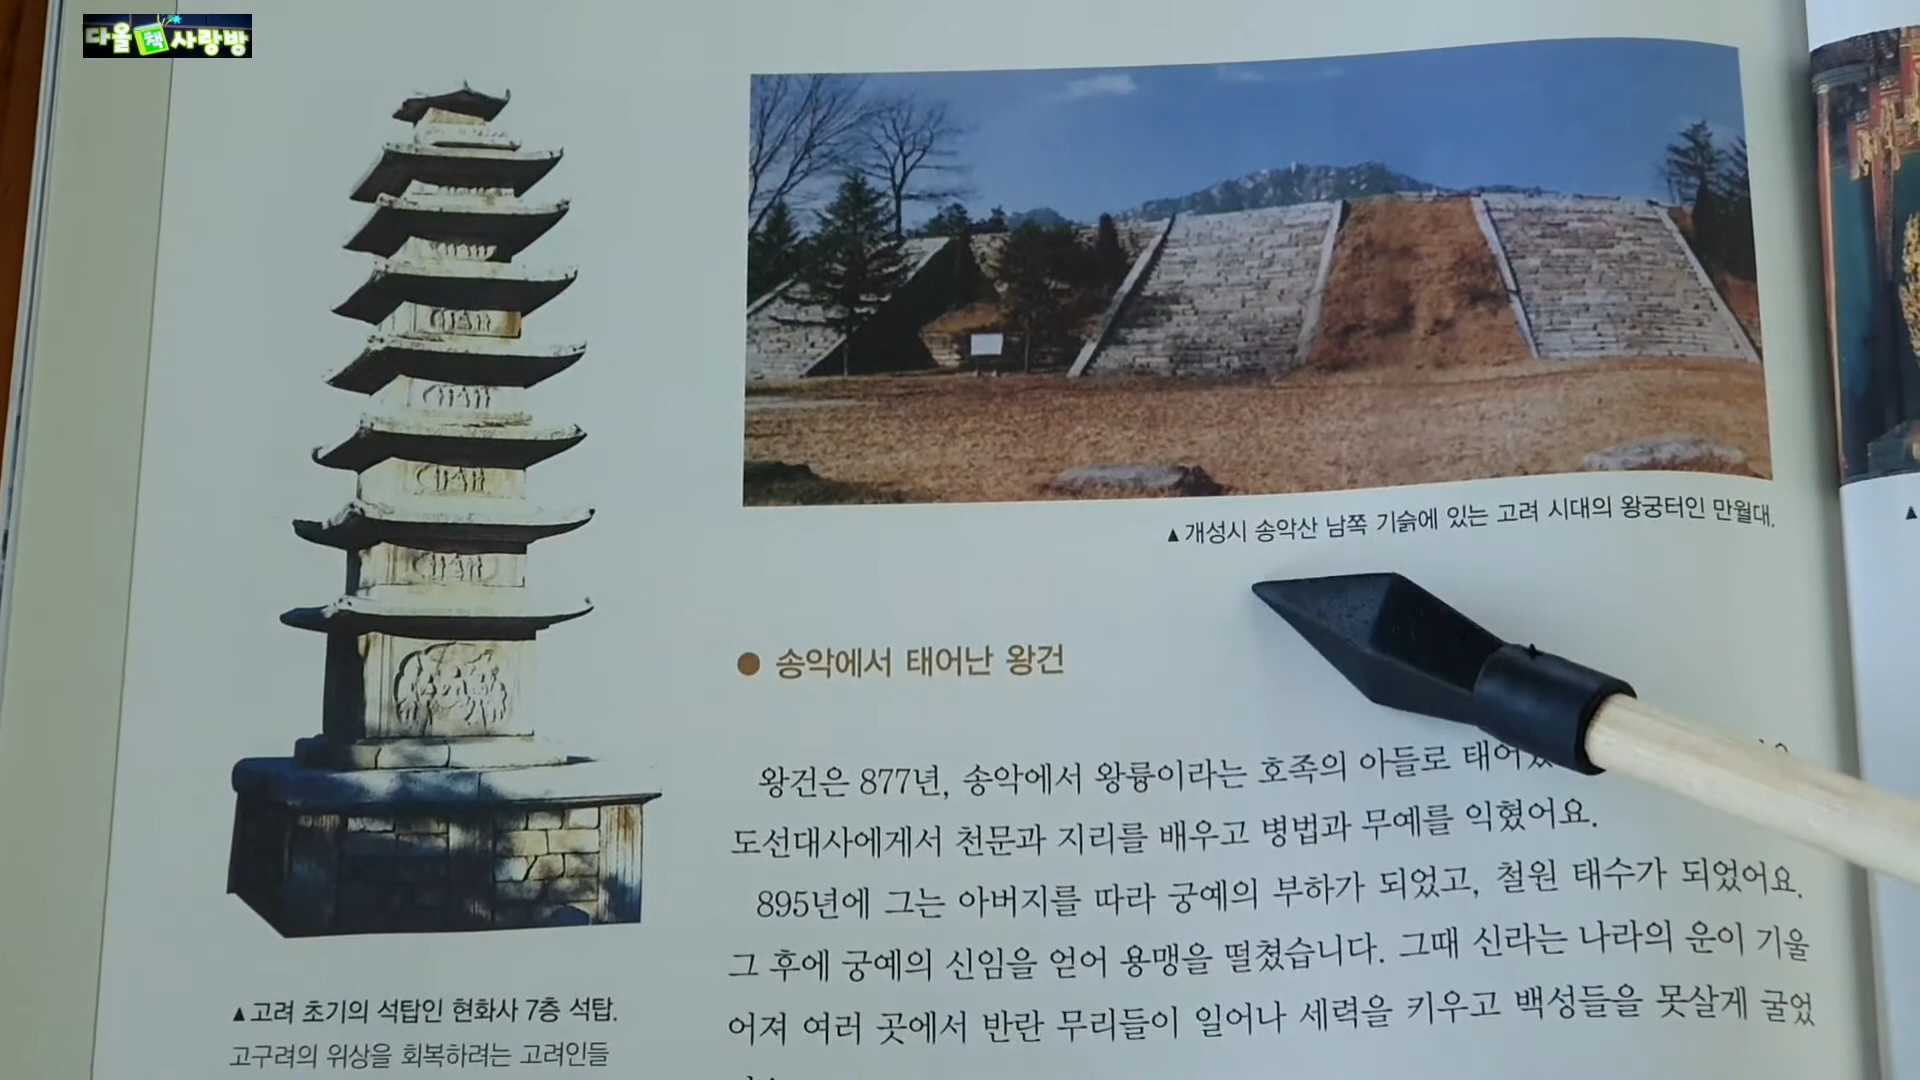 다올책사랑방
▲개성시 송악산 남쪽 기슭에 있는 고려 시대의 왕궁터인 만월대.
● 송악에서 태어난 왕건
왕건은 877년, 송악에서 왕륭이라는 호족의 아들로
도선대사에게서 천문과 지리를 배우고 병법과 무예를 익혔어요.
895년에 그는 아버지를 따라 궁예의 부하가 되었고, 철원 태수가 되었어요.
그 후에 궁예의 신임을 얻어 용맹을 떨쳤습니다. 그때 신라는 나라의 운이 기울
어져 여러 곳에서 반란 무리들이 일어나 세력을 키우고 백성들을 못살게 굴었
▲고려 초기의 석탑인 현화사 7층 석탑.
고구려의 위상을 회복하려는 고려인들